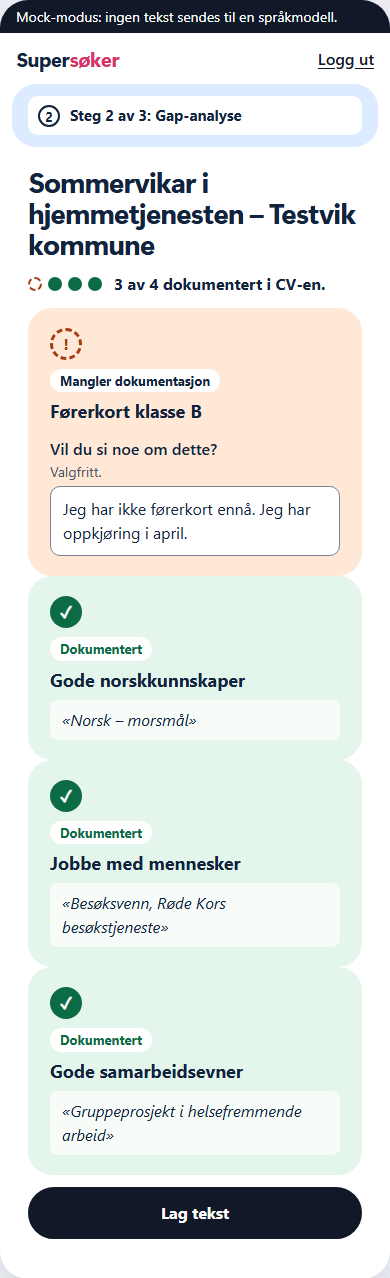 Mock-modus: ingen tekst sendes til en språkmodell.
Supersøker
Logg ut
2 Steg 2 av 3: Gap-analyse
Sommervikar i
hjemmetjenesten – Testvik
kommune
3 av 4 dokumentert i CV-en.
!
Mangler dokumentasjon
Førerkort klasse B
Vil du si noe om dette?
Valgfritt.
Jeg har ikke førerkort ennå. Jeg har
oppkjøring i april.
Dokumentert
Gode norskkunnskaper
«Norsk – morsmål»
Dokumentert
Jobbe med mennesker
«Besøksvenn, Røde Kors
besøkstjeneste»
Dokumentert
Gode samarbeidsevner
«Gruppeprosjekt i helsefremmende
arbeid»
Lag tekst